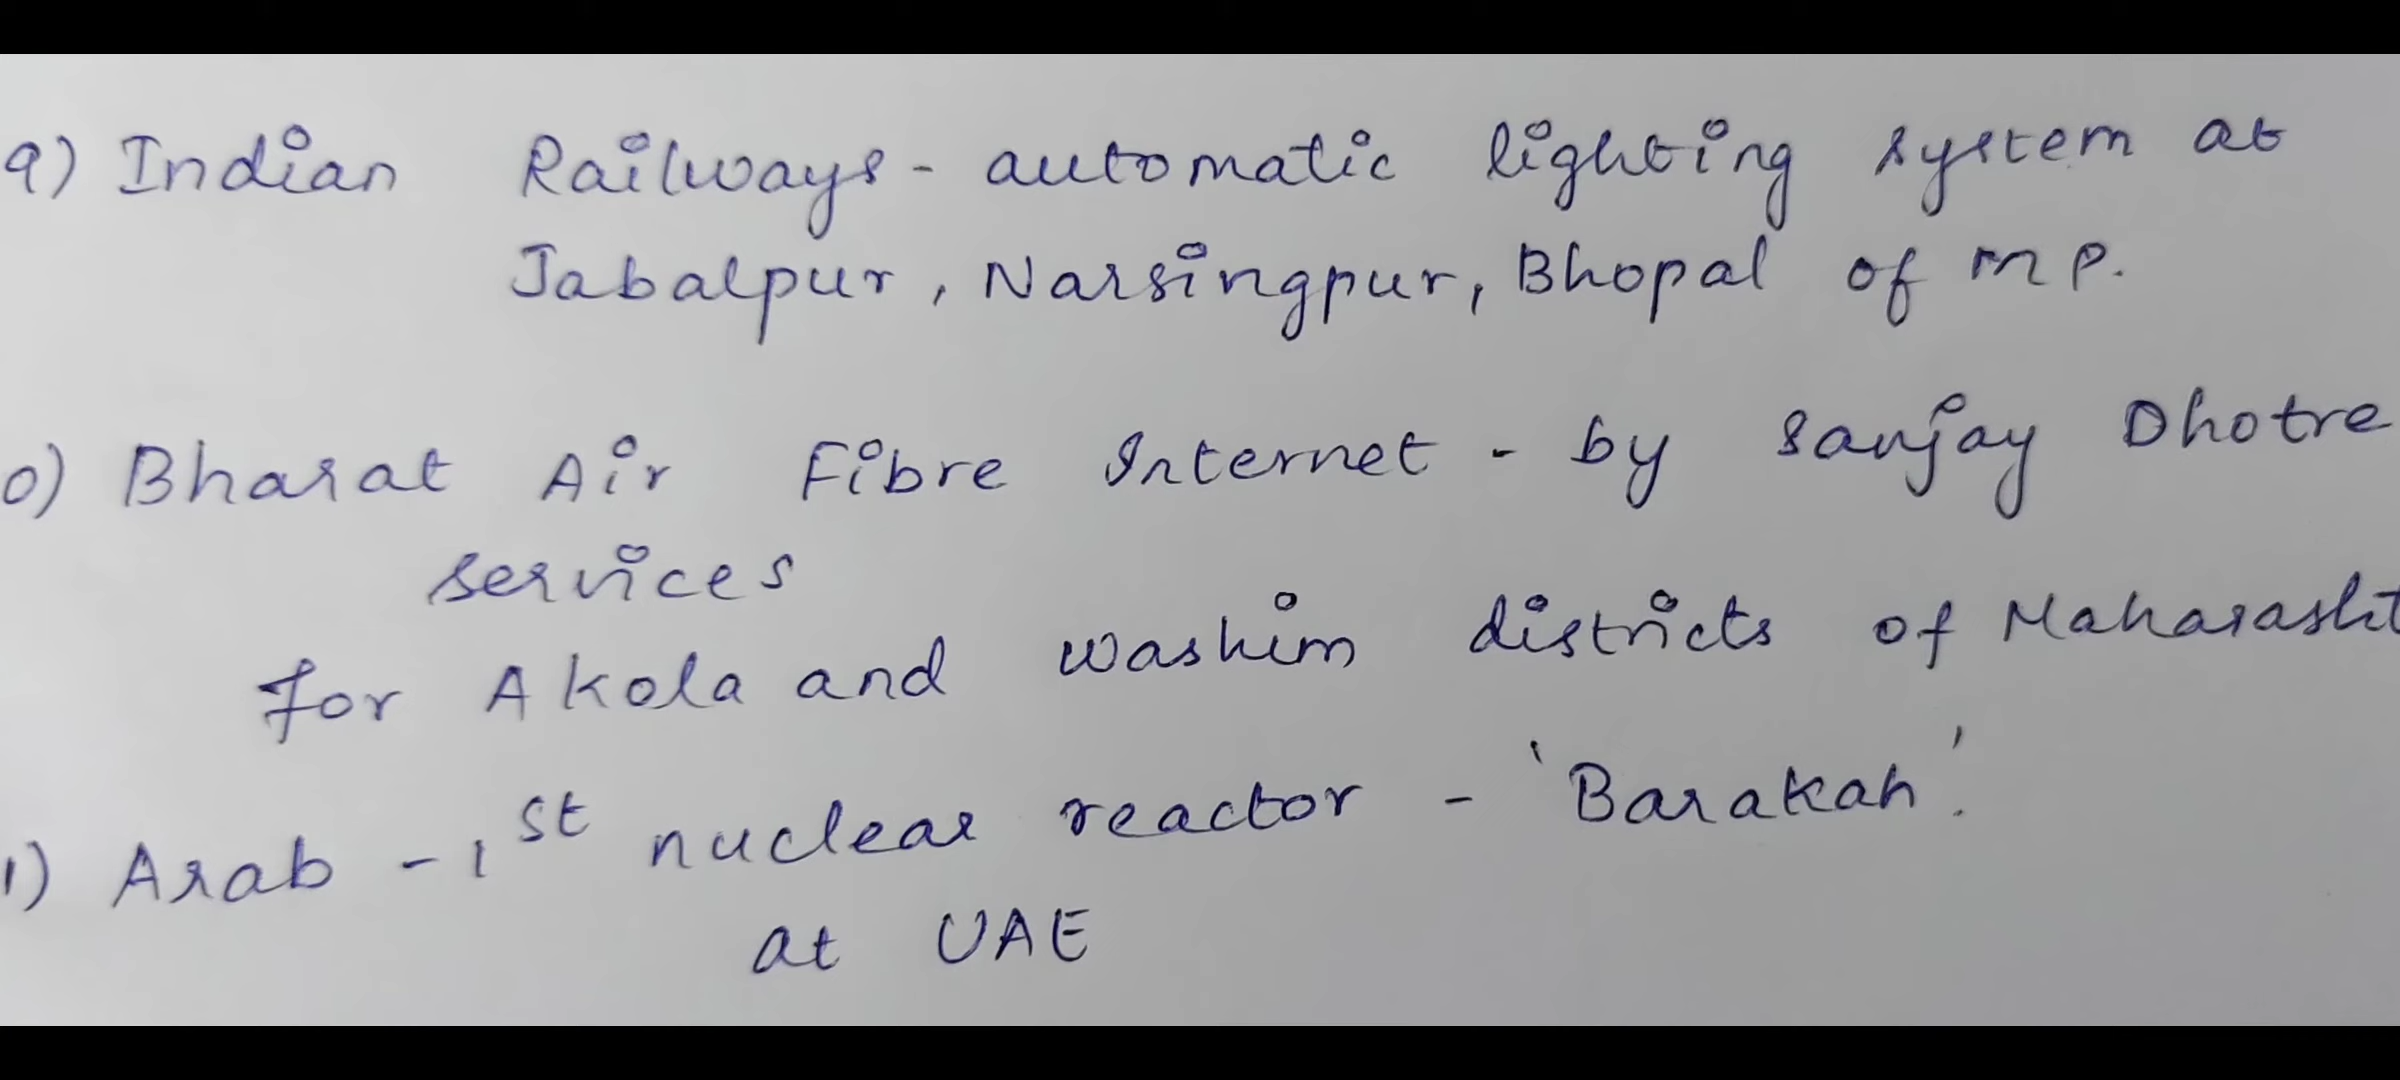 9) Indian Railways - automatic lighting system at
Jabalpur, Narsingpur, Bhopal of MP.
0) Bharat Air Fibre Internet - by Sanjay Dhotre
services
for Akola and Washim districts of Maharasht
1) Arab - 1st nuclear reactor - 'Barakah'.
at UAE